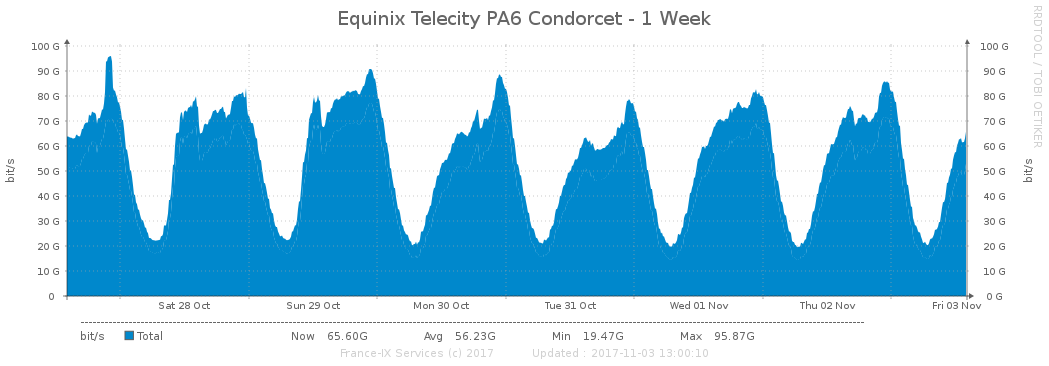 Equinix Telecity PA6 Condorcet - 1 Week
RRDTOOL / TOBI OETIKER
100 G 100 G
90 G 90 G
80 G 80 G
70 G 70 G
60 G 60 G
50 G 50 G
40 G 40 G
30 G 30 G
20 G 20 G
10 G 10 G
0 0 G
bit/s
bit/s
Sat 28 Oct Sun 29 Oct Mon 30 Oct Tue 31 Oct Wed 01 Nov Thu 02 Nov Fri 03 Nov
bit/s Total Now 65.60G Avg 56.23G Min 19.47G Max 95.87G
France-IX Services (c) 2017 Updated : 2017-11-03 13:00:10